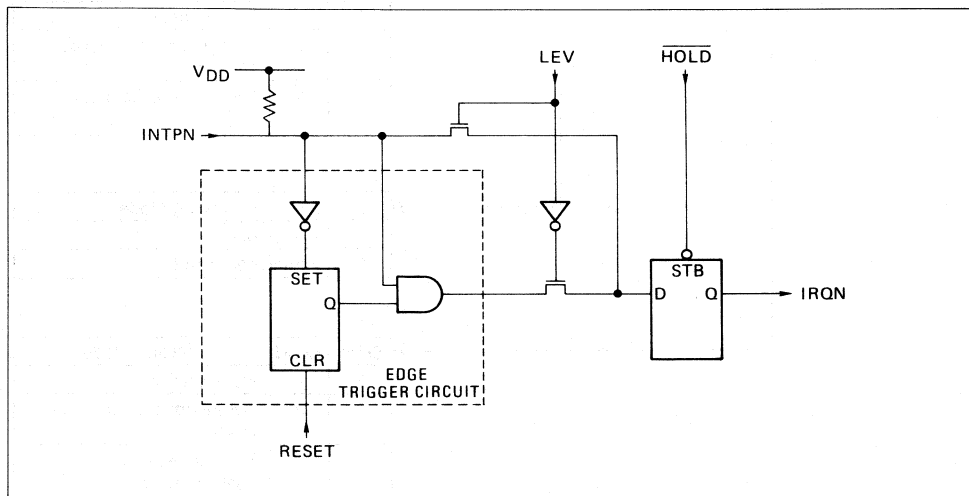 LEV
HOLD
VDD
INTPN
SET
STB
Q
D
Q
IRQN
CLR
EDGE
TRIGGER CIRCUIT
RESET